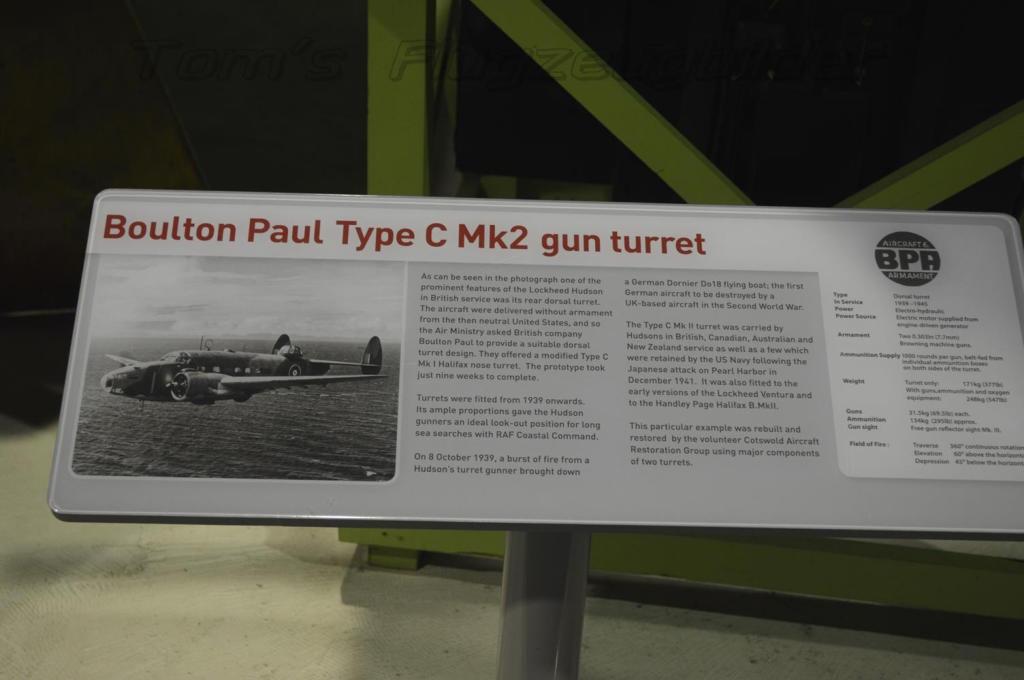 Tom's Flugzeugbilder
Boulton Paul Type C Mk2 gun turret
As can be seen in the photograph one of the
prominent features of the Lockheed Hudson
in British service was its rear dorsal turret.
The aircraft were delivered without armament
from the then neutral United States, and so
the Air Ministry asked British company
Boulton Paul to provide a suitable dorsal
turret design. They offered a modified Type C
Mk I Halifax nose turret. The prototype took
just nine weeks to complete.
Turrets were fitted from 1939 onwards.
Its ample proportions gave the Hudson
gunners an ideal look-out position for long
sea searches with RAF Coastal Command.
On 8 October 1939, a burst of fire from a
Hudson's turret gunner brought down
a German Dornier Do18 flying boat; the first
German aircraft to be destroyed by a
UK-based aircraft in the Second World War.
The Type C Mk II turret was carried by
Hudsons in British, Canadian, Australian and
New Zealand service as well as a few which
were retained by the US Navy following the
Japanese attack on Pearl Harbor in
December 1941. It was also fitted to the
early versions of the Lockheed Ventura and
to the Handley Page Halifax B.MkII.
This particular example was rebuilt and
restored by the volunteer Cotswold Aircraft
Restoration Group using major components
of two turrets.
AIRCRAFT &
BPA
ARMAMENT
Type Dorsal turret
In Service 1939 -1945
Power Electro-hydraulic
Power Source Electric motor supplied from
engine-driven generator
Armament Two 0.303in (7.7mm)
Browning machine guns.
Ammunition Supply 1000 rounds per gun, belt-fed from
individual ammunition boxes
on both sides of the turret.
Weight Turret only: 171kg (377lb)
With guns,ammunition and
equipment: 248kg (547lb)
Guns 31.5kg (69.5lb) each.
Ammunition 134kg (295lb) approx.
Gun sight Free gun reflector sight Mk. III.
Field of Fire : Traverse 360° continuous rotation
Elevation 60° above the horizont
Depression 45° below the horizont